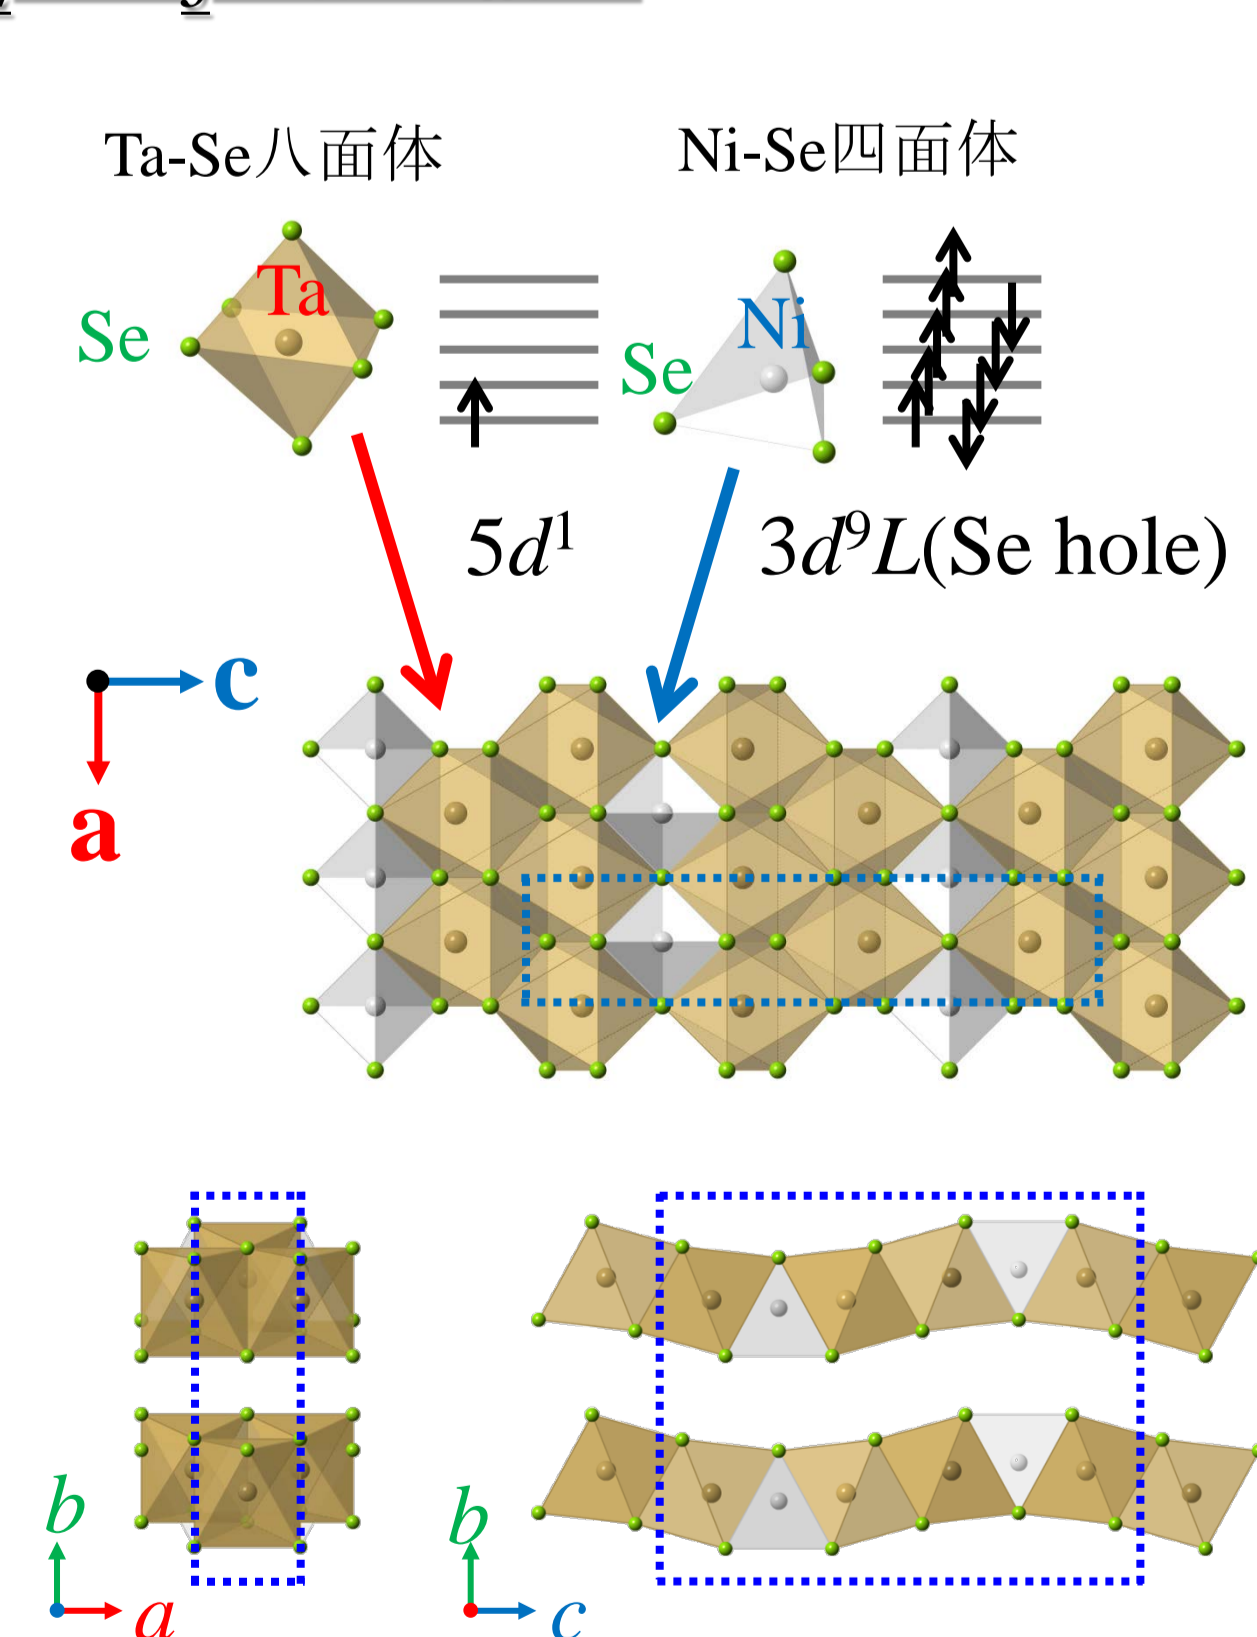 Ta-Se八面体
Ni-Se四面体
Ta
Se
Ni
Se
5d¹
3d⁹L(Se hole)
c
a
b
a
b
c